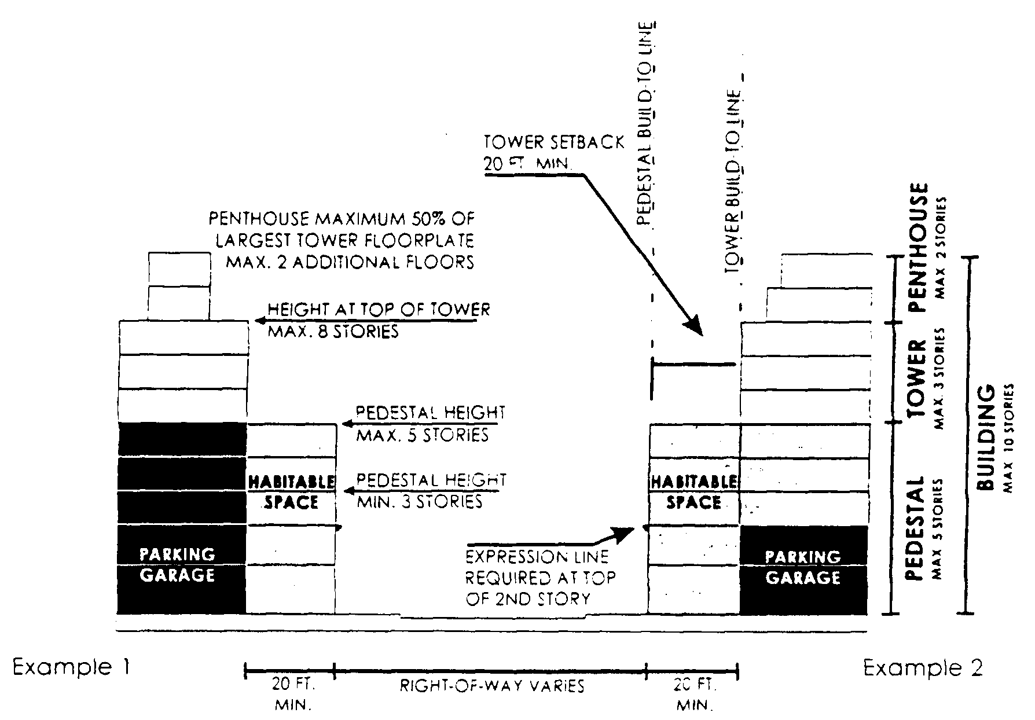 PEDESTAL BUILD-TO LINE
TOWER BUILD-TO LINE
TOWER SETBACK
20 FT. MIN.
PENTHOUSE MAXIMUM 50% OF
LARGEST TOWER FLOORPLATE
MAX. 2 ADDITIONAL FLOORS
HEIGHT AT TOP OF TOWER
MAX. 8 STORIES
PEDESTAL HEIGHT
MAX. 5 STORIES
HABITABLE
SPACE
PEDESTAL HEIGHT
MIN. 3 STORIES
PARKING
GARAGE
EXPRESSION LINE
REQUIRED AT TOP
OF 2ND STORY
HABITABLE
SPACE
PARKING
GARAGE
PENTHOUSE
MAX 2 STORIES
TOWER
MAX. 3 STORIES
PEDESTAL
MAX 5 STORIES
BUILDING
MAX 10 STORIES
Example 1
20 FT.
MIN.
RIGHT-OF-WAY VARIES
20 FT.
MIN.
Example 2